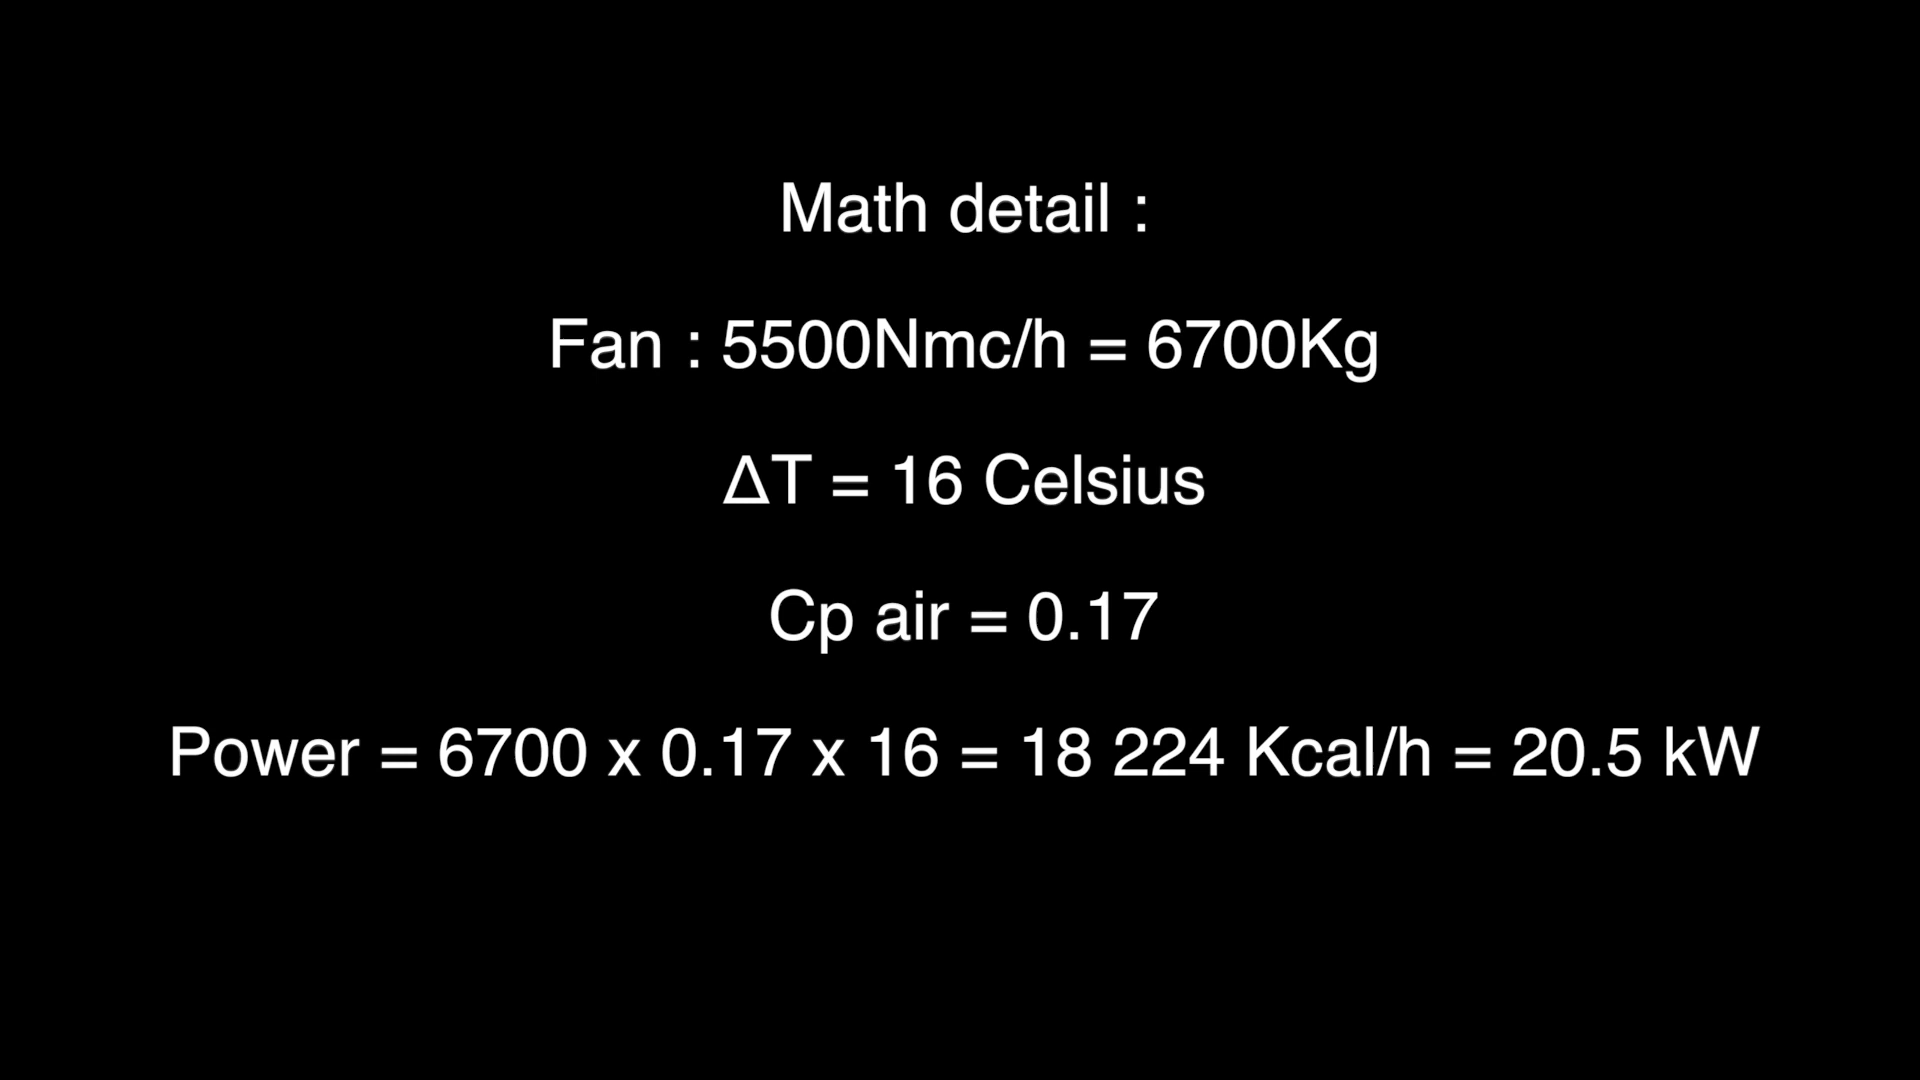 Math detail :
Fan : 5500Nmc/h = 6700Kg
ΔT = 16 Celsius
Cp air = 0.17
Power = 6700 x 0.17 x 16 = 18 224 Kcal/h = 20.5 kW